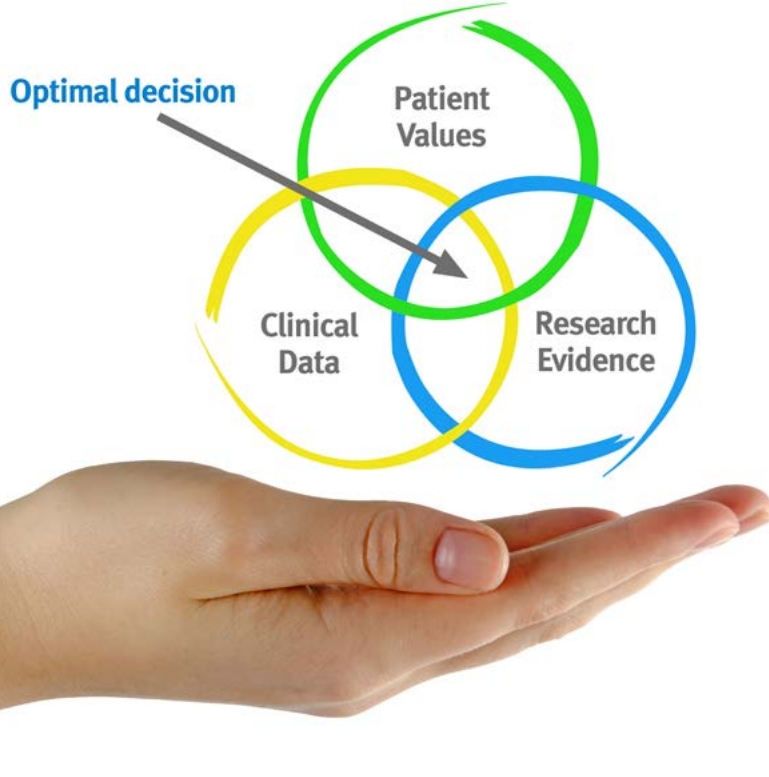 Optimal decision
Patient
Values
Clinical
Data
Research
Evidence